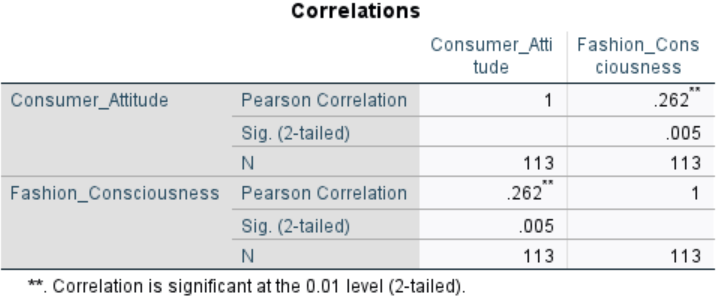 Correlations
Consumer_Atti Fashion_Cons
tude ciousness
Consumer_Attitude Pearson Correlation 1 .262**
Sig. (2-tailed) .005
N 113 113
Fashion_Consciousness Pearson Correlation .262** 1
Sig. (2-tailed) .005
N 113 113
**. Correlation is significant at the 0.01 level (2-tailed).